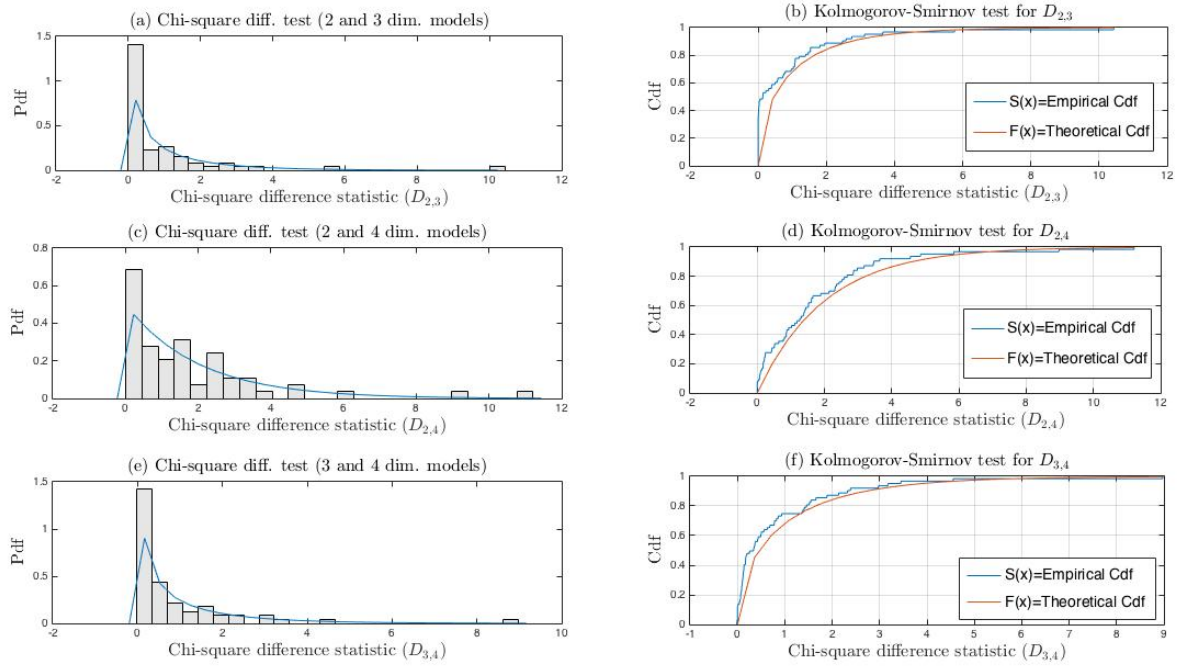 (a) Chi-square diff. test (2 and 3 dim. models)
1.5
1
0.5
0
Pdf
-2 0 2 4 6 8 10 12
Chi-square difference statistic (D2,3)
(b) Kolmogorov-Smirnov test for D2,3
1
0.8
0.6
0.4
0.2
0
Cdf
S(x)=Empirical Cdf
F(x)=Theoretical Cdf
-2 0 2 4 6 8 10 12
Chi-square difference statistic (D2,3)
(c) Chi-square diff. test (2 and 4 dim. models)
0.8
0.6
0.4
0.2
0
Pdf
-2 0 2 4 6 8 10 12
Chi-square difference statistic (D2,4)
(d) Kolmogorov-Smirnov test for D2,4
1
0.8
0.6
0.4
0.2
0
Cdf
S(x)=Empirical Cdf
F(x)=Theoretical Cdf
-2 0 2 4 6 8 10 12
Chi-square difference statistic (D2,4)
(e) Chi-square diff. test (3 and 4 dim. models)
1.5
1
0.5
0
Pdf
-2 0 2 4 6 8 10
Chi-square difference statistic (D3,4)
(f) Kolmogorov-Smirnov test for D3,4
1
0.8
0.6
0.4
0.2
0
Cdf
S(x)=Empirical Cdf
F(x)=Theoretical Cdf
-1 0 1 2 3 4 5 6 7 8 9
Chi-square difference statistic (D3,4)